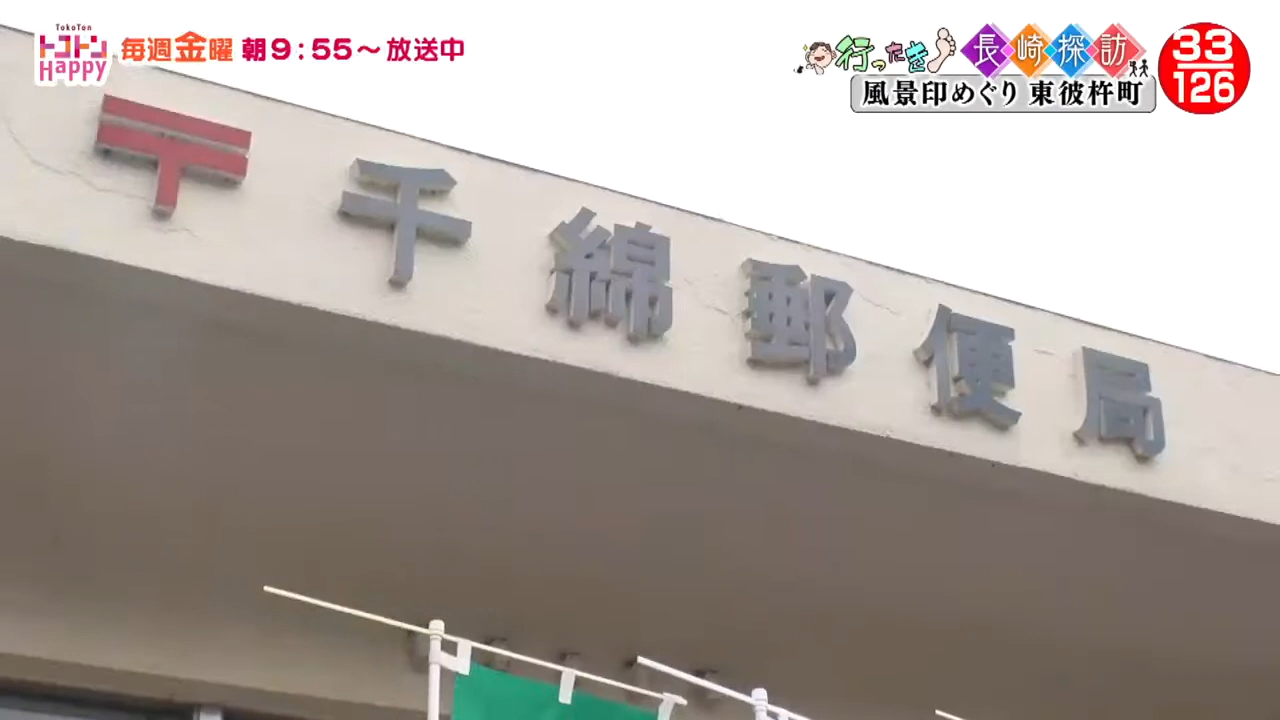 TokoTon
トコトン
HaPPY
毎週金曜 朝9:55～放送中
行ったきⅰ長崎探訪
風景印めぐり 東彼杵町
33
126
〒千綿郵便局